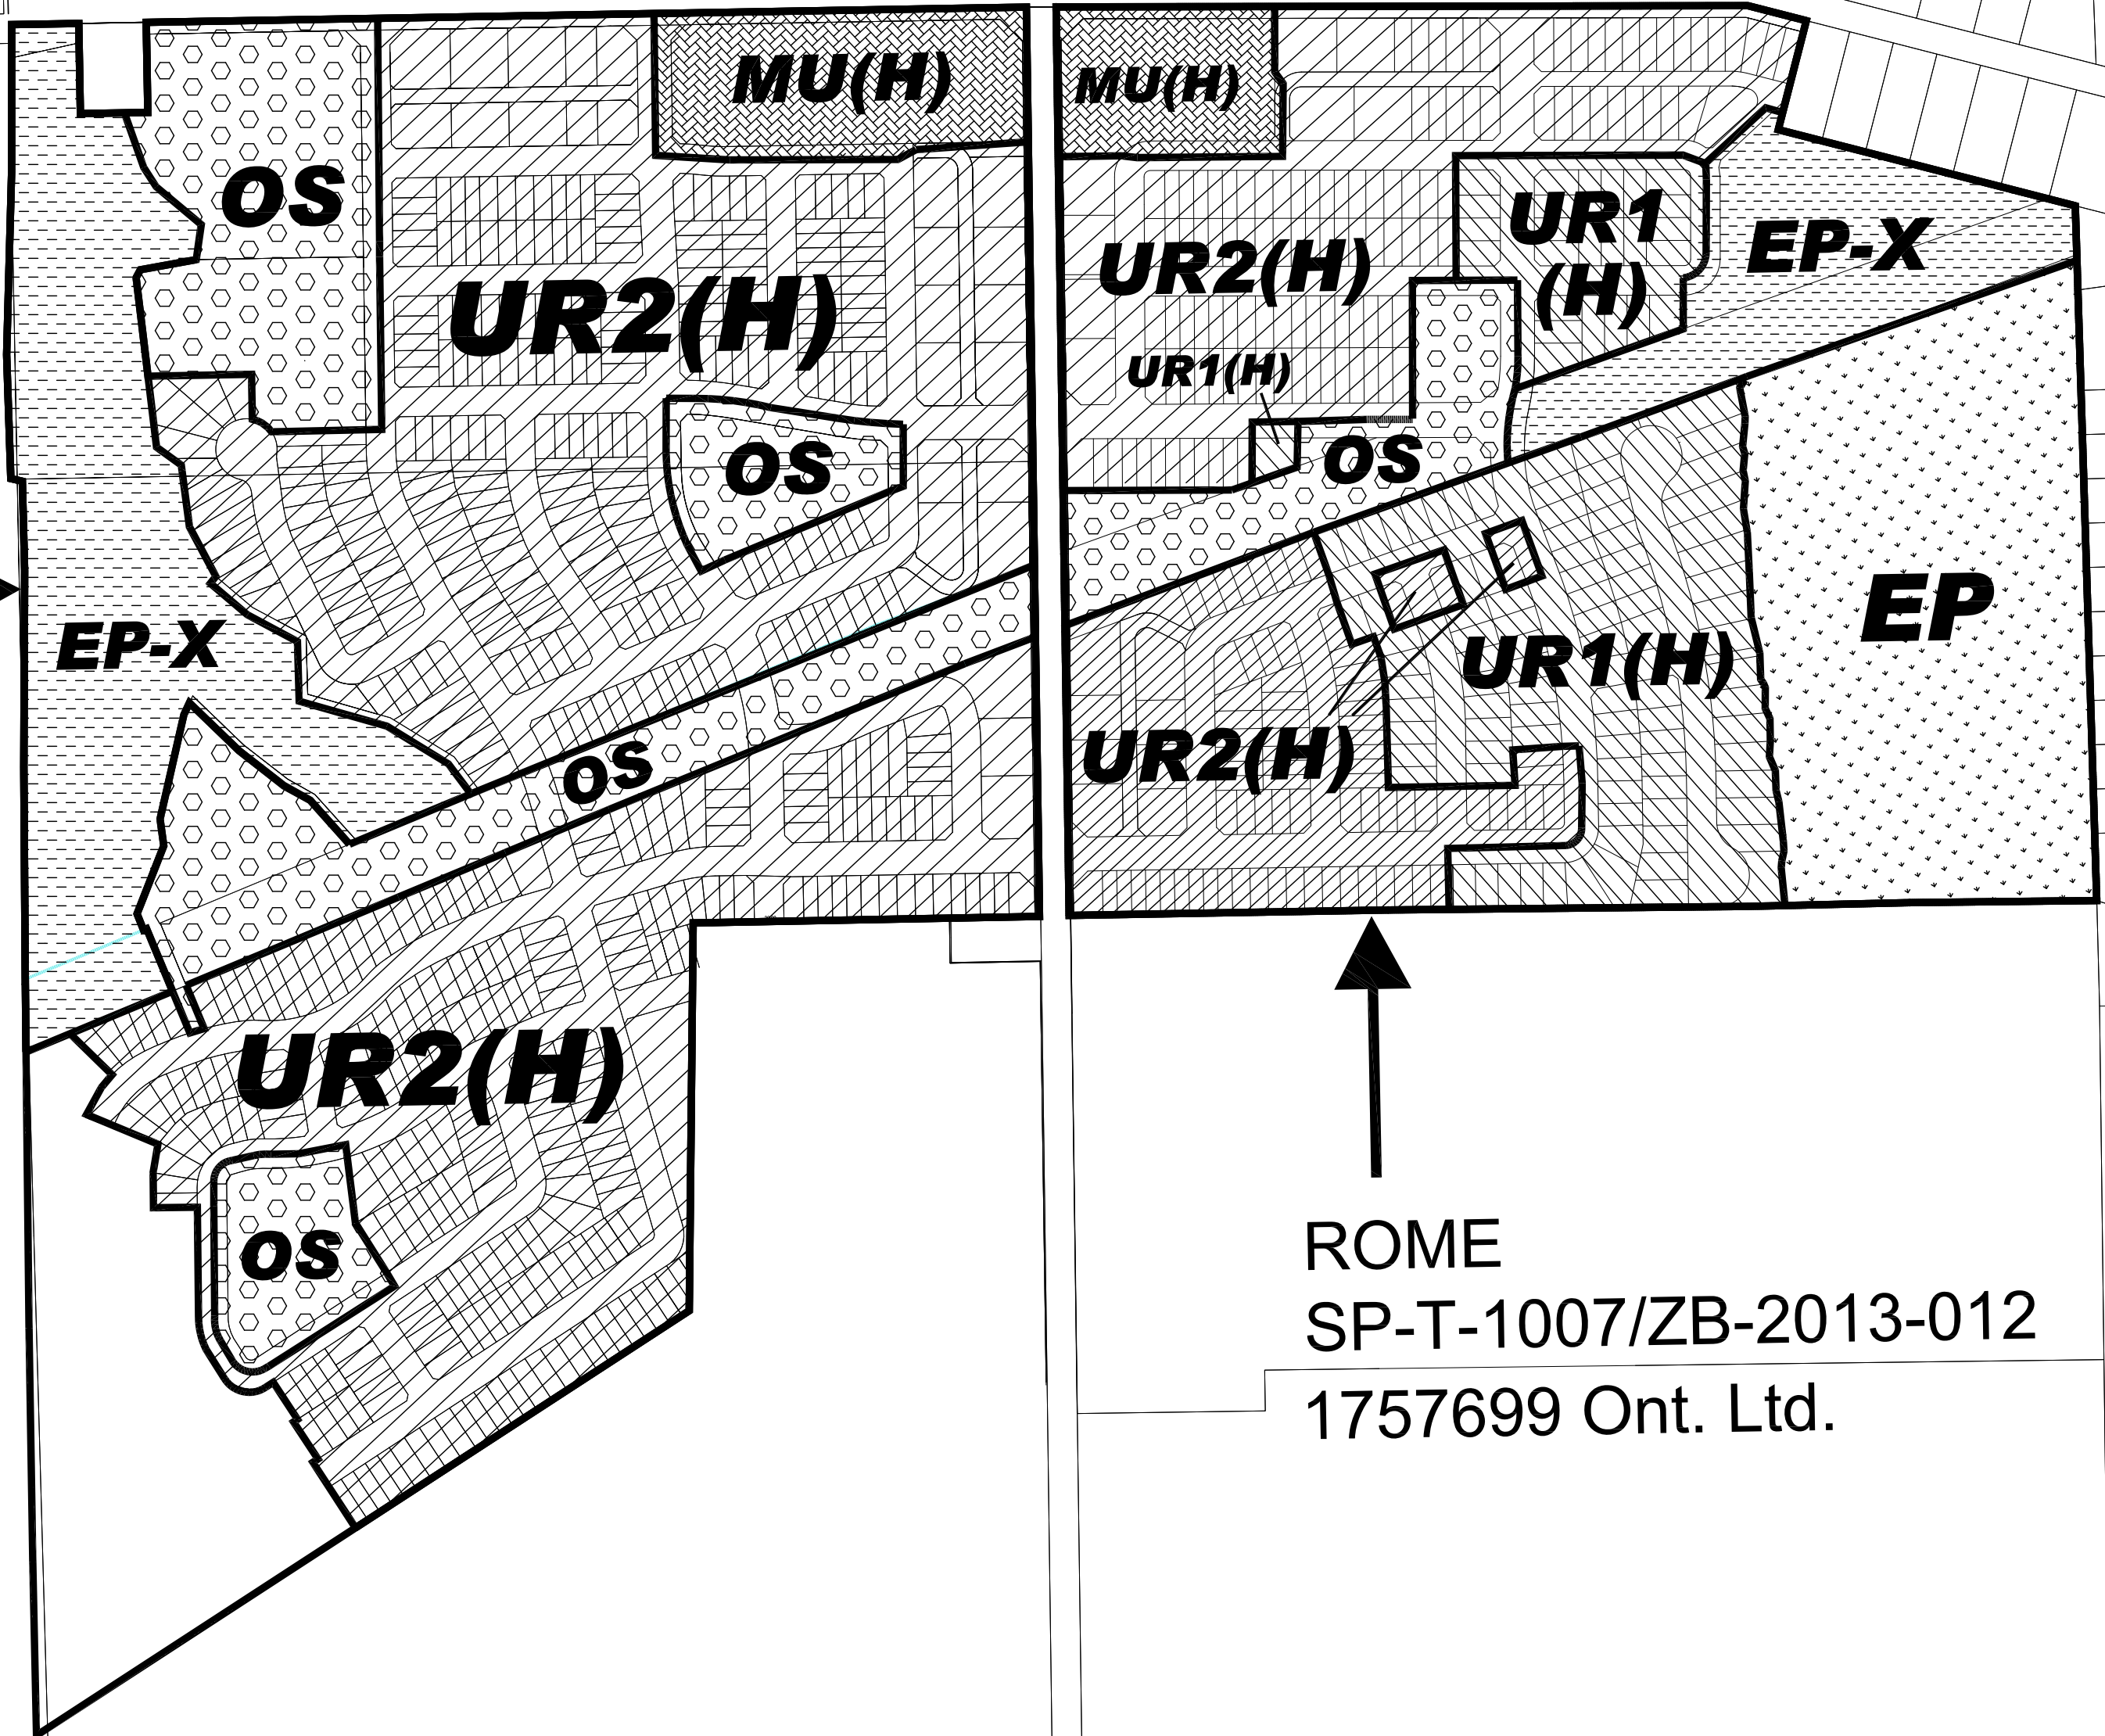 MU(H)
MU(H)
OS
UR1
(H)
UR2(H)
EP-X
UR2(H)
UR1(H)
OS
OS
EP
EP-X
UR1(H)
OS
UR2(H)
UR2(H)
OS
ROME
SP-T-1007/ZB-2013-012
1757699 Ont. Ltd.